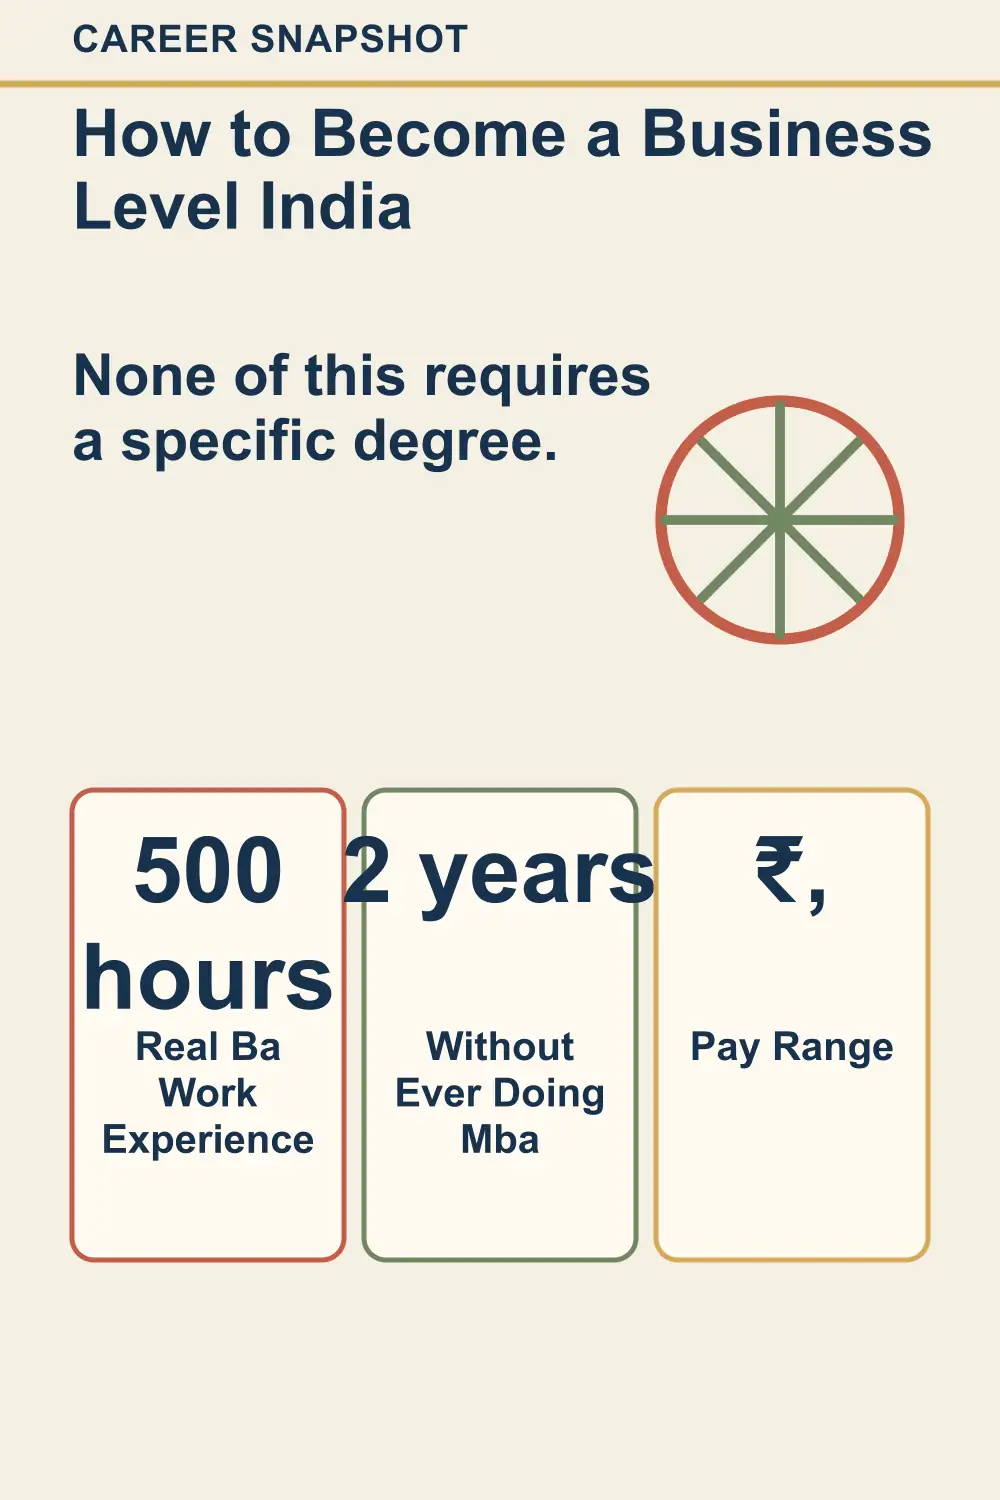 CAREER SNAPSHOT
How to Become a Business
Level India
None of this requires
a specific degree.
500
hours
Real Ba
Work
Experience
2 years
Without
Ever Doing
Mba
₹,
Pay Range